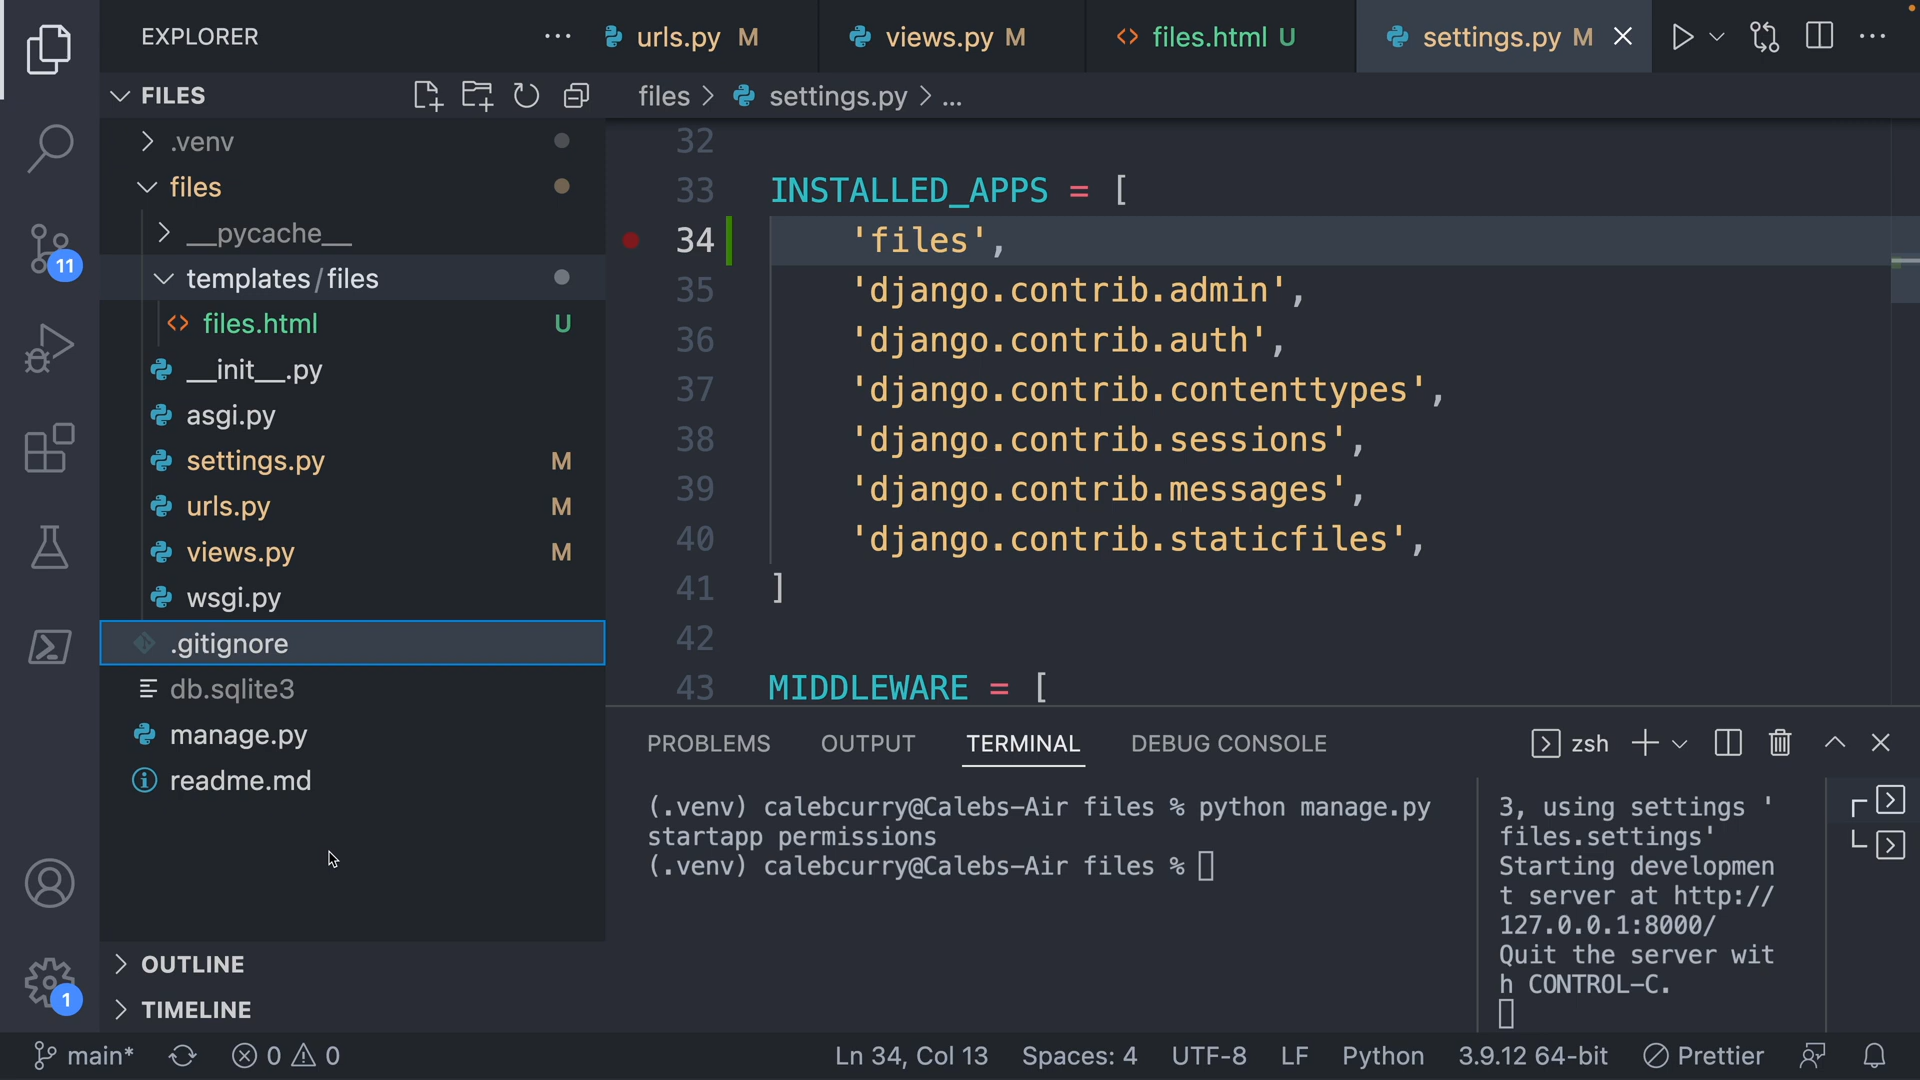 EXPLORER
urls.py M
views.py M
files.html U
settings.py M
FILES
files > settings.py > ...
.venv
files
__pycache__
templates/files
files.html U
__init__.py
asgi.py
settings.py M
urls.py M
views.py M
wsgi.py
.gitignore
db.sqlite3
manage.py
readme.md
OUTLINE
TIMELINE
11
1
32
33 INSTALLED_APPS = [
34 'files',
35 'django.contrib.admin',
36 'django.contrib.auth',
37 'django.contrib.contenttypes',
38 'django.contrib.sessions',
39 'django.contrib.messages',
40 'django.contrib.staticfiles',
41 ]
42
43 MIDDLEWARE = [
PROBLEMS OUTPUT TERMINAL DEBUG CONSOLE
zsh
(.venv) calebcurry@Calebs-Air files % python manage.py
startapp permissions
(.venv) calebcurry@Calebs-Air files %
3, using settings '
files.settings'
Starting developmen
t server at http://
127.0.0.1:8000/
Quit the server wit
h CONTROL-C.
main* 0 0 Ln 34, Col 13 Spaces: 4 UTF-8 LF Python 3.9.12 64-bit Prettier